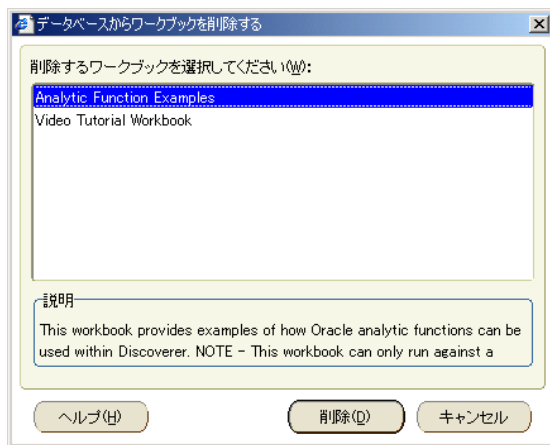 データベースからワークブックを削除する
削除するワークブックを選択してください(W):
Analytic Function Examples
Video Tutorial Workbook
説明
This workbook provides examples of how Oracle analytic functions can be
used within Discoverer. NOTE - This workbook can only run against a
ヘルプ(H)
削除(D)
キャンセル